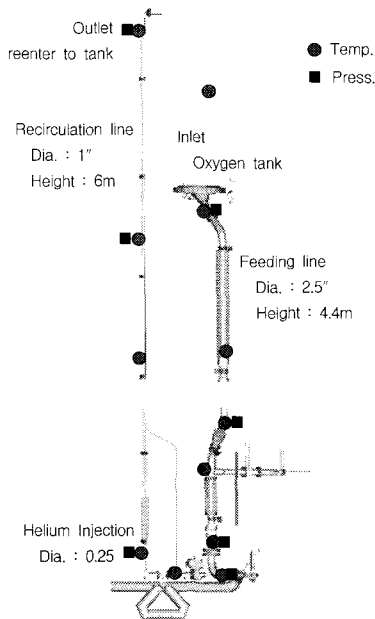 Outlet
reenter to tank
Temp.
Press.
Recirculation line
Dia. : 1"
Height : 6m
Inlet
Oxygen tank
Feeding line
Dia. : 2.5"
Height : 4.4m
Helium Injection
Dia. : 0.25